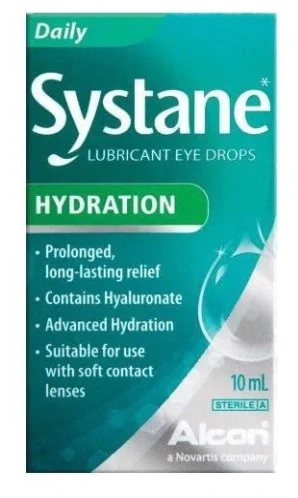 Daily
Systane*
LUBRICANT EYE DROPS
HYDRATION
• Prolonged,
long-lasting relief
• Contains Hyaluronate
• Advanced Hydration
• Suitable for use
with soft contact
lenses
10 mL
STERILE A
Alcon
a Novartis company